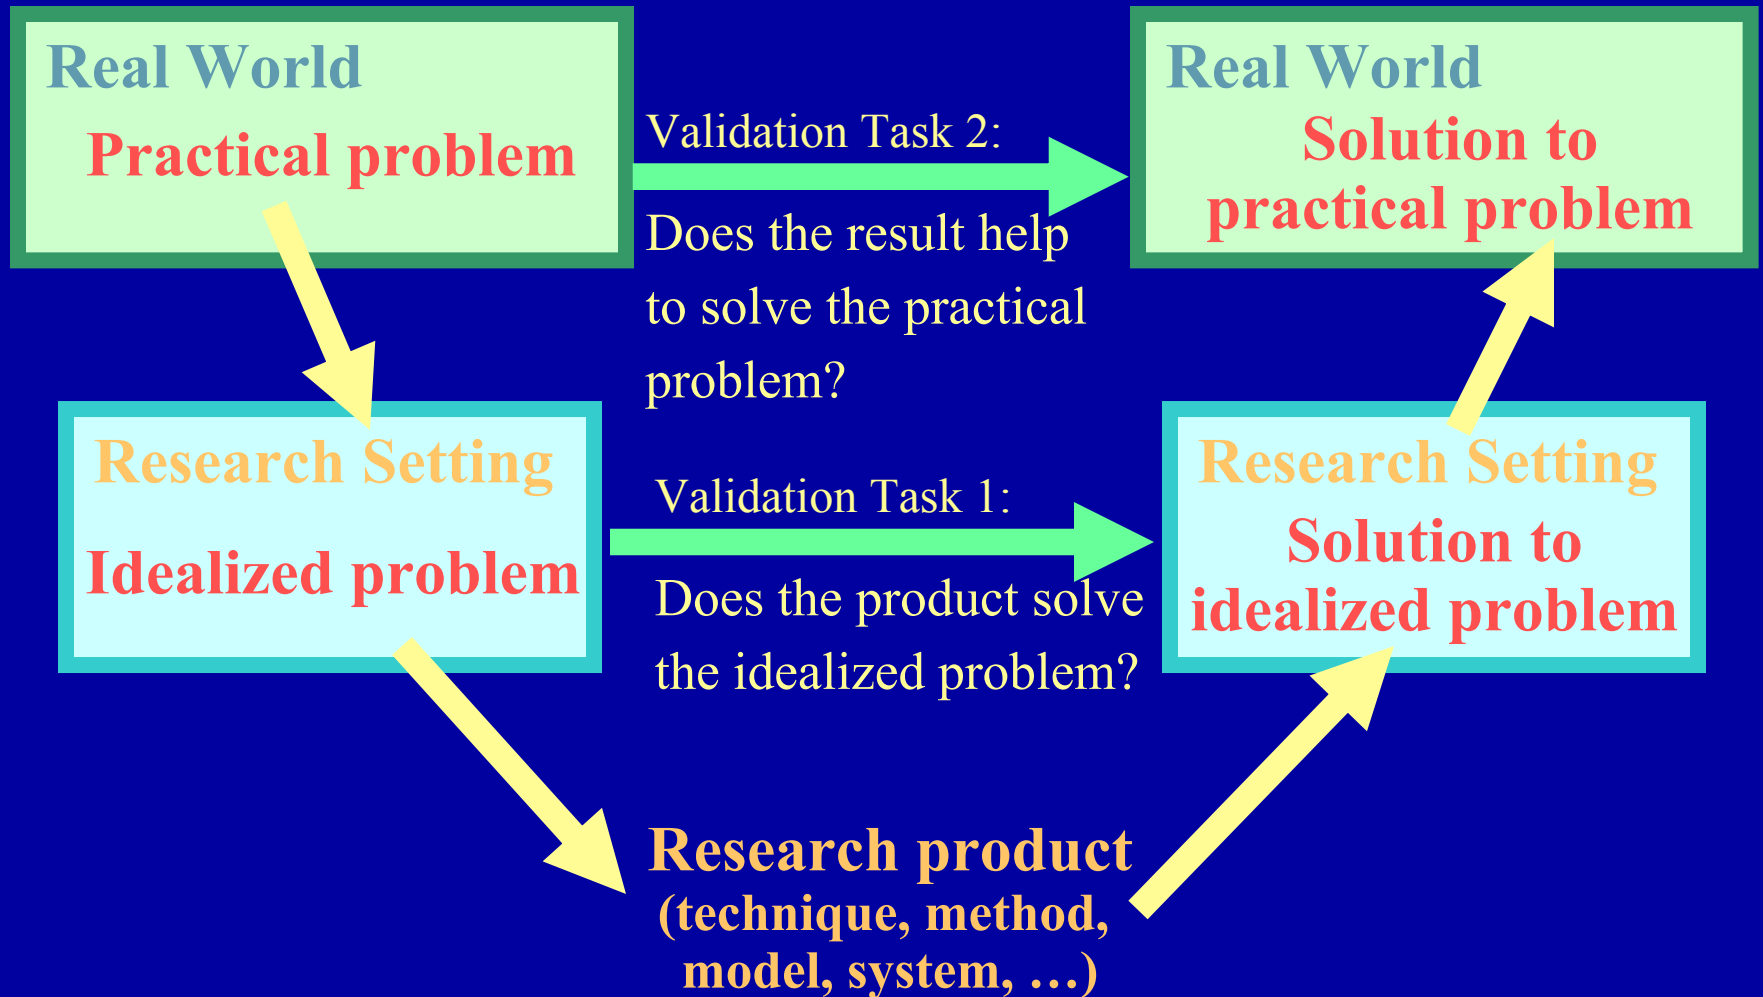 Real World
Practical problem
Validation Task 2:
Does the result help
to solve the practical
problem?
Real World
Solution to
practical problem
Research Setting
Idealized problem
Validation Task 1:
Does the product solve
the idealized problem?
Research Setting
Solution to
idealized problem
Research product
(technique, method,
model, system, …)